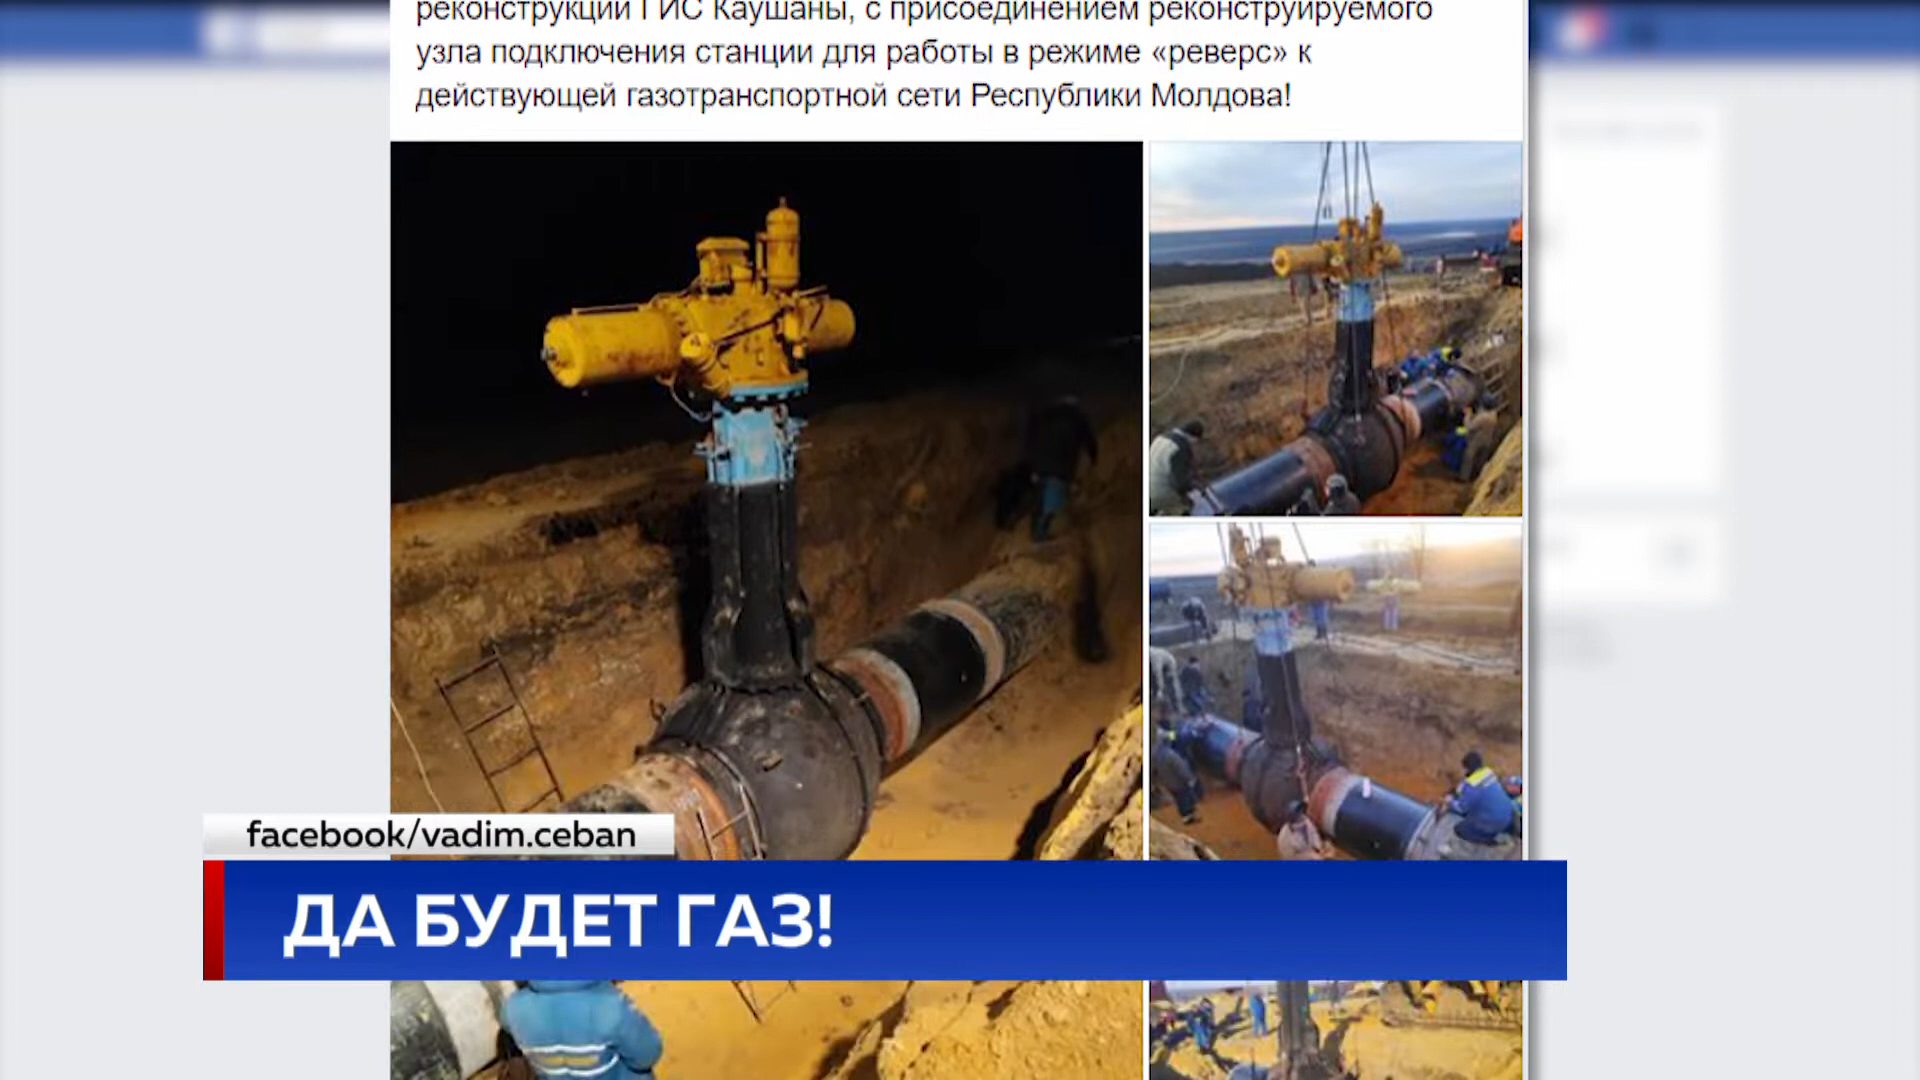 реконструкции ГИС Каушаны, с присоединением реконструируемого
узла подключения станции для работы в режиме «реверс» к
действующей газотранспортной сети Республики Молдова!
facebook/vadim.ceban
ДА БУДЕТ ГАЗ!